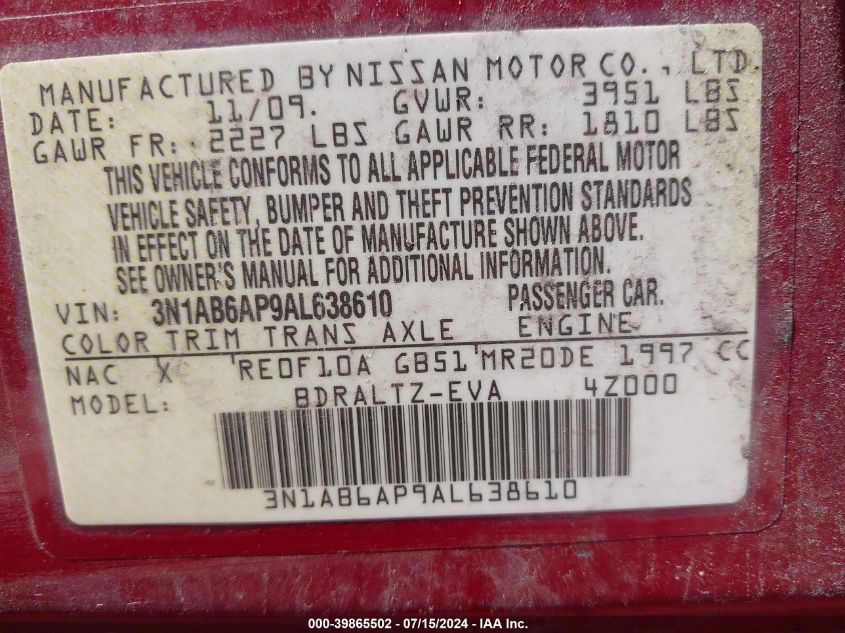 MANUFACTURED BY NISSAN MOTOR CO., LTD.
DATE: 11/09. GVWR: 3951 LBS
GAWR FR: 2227 LBS GAWR RR: 1810 LBS
THIS VEHICLE CONFORMS TO ALL APPLICABLE FEDERAL MOTOR
VEHICLE SAFETY, BUMPER AND THEFT PREVENTION STANDARDS
IN EFFECT ON THE DATE OF MANUFACTURE SHOWN ABOVE.
SEE OWNER'S MANUAL FOR ADDITIONAL INFORMATION.
VIN: 3N1AB6AP9AL638610 PASSENGER CAR.
COLOR TRIM TRANS AXLE ENGINE
NAC X RE0F10A GB51 MR20DE 1997 CC
MODEL: BDRALTZ-EVA 4Z000
3N1AB6AP9AL638610
000-39865502 - 07/15/2024 - IAA Inc.